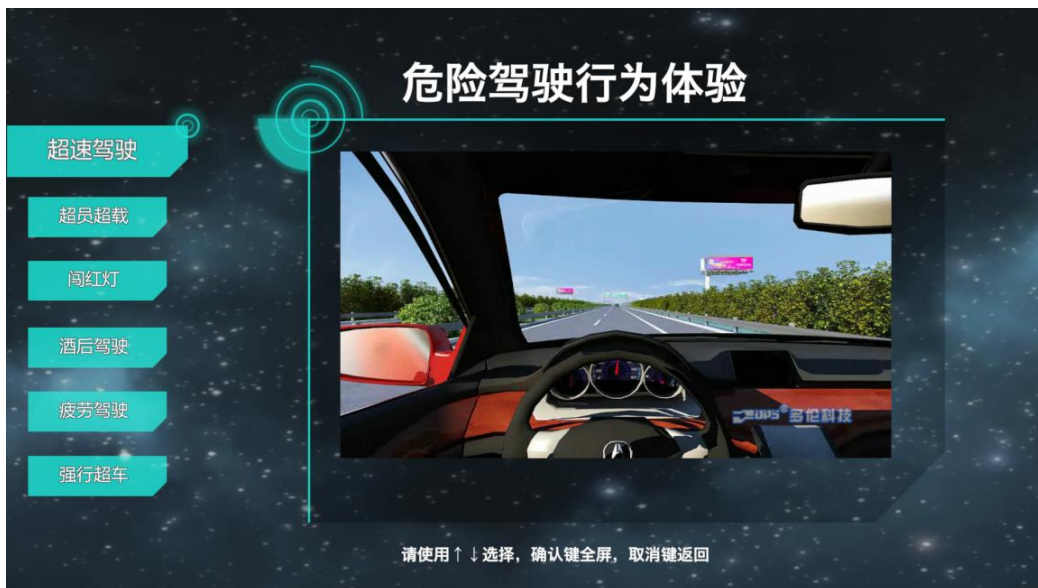 危险驾驶行为体验
超速驾驶
超员超载
闯红灯
酒后驾驶
疲劳驾驶
强行超车
多伦科技
请使用↑↓选择，确认键全屏，取消键返回